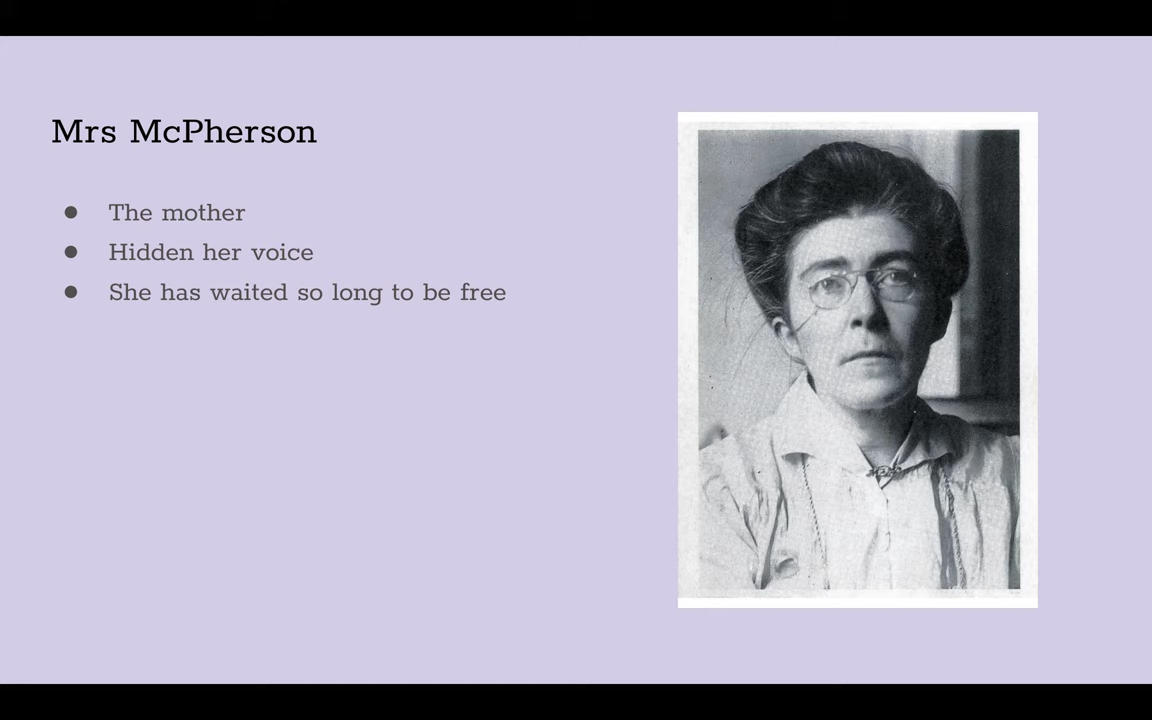 Mrs McPherson
● The mother
● Hidden her voice
● She has waited so long to be free